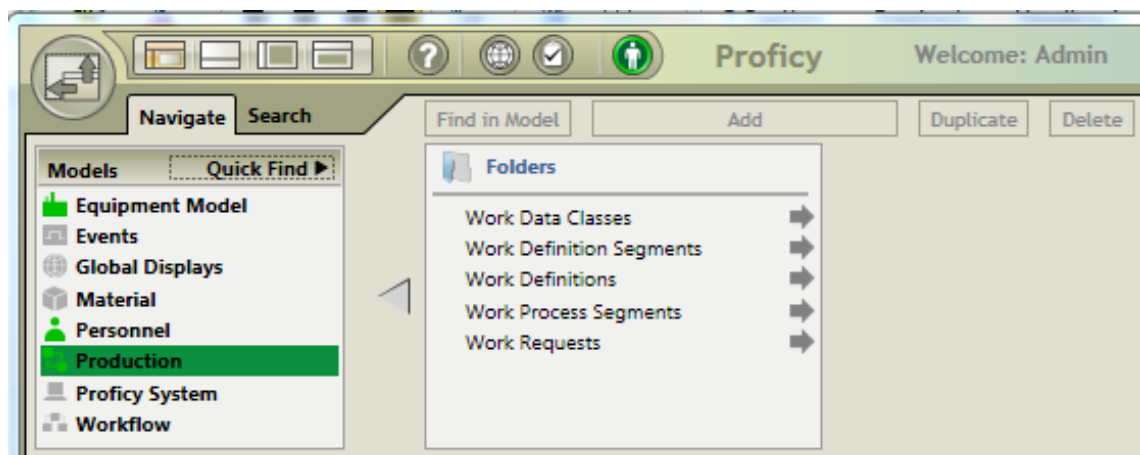 Proficy Welcome: Admin
Navigate Search
Find in Model Add Duplicate Delete
Models Quick Find
Equipment Model
Events
Global Displays
Material
Personnel
Production
Proficy System
Workflow
Folders
Work Data Classes
Work Definition Segments
Work Definitions
Work Process Segments
Work Requests